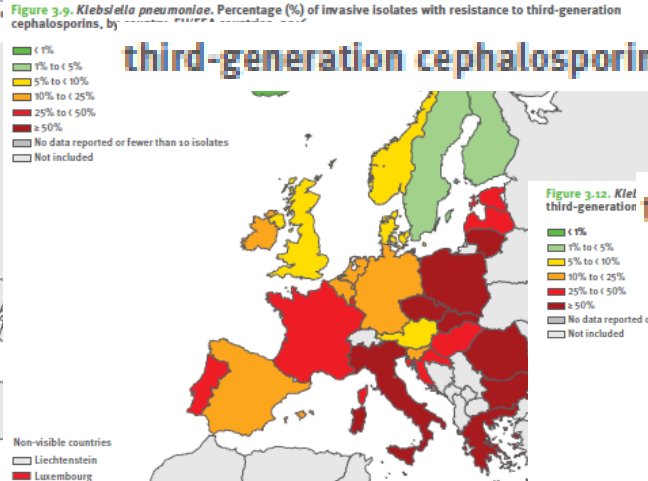 Figure 3.9. Klebsiella pneumoniae. Percentage (%) of invasive isolates with resistance to third-generation
cephalosporins, by
third-generation cephalosporin
< 1%
1% to < 5%
5% to < 10%
10% to < 25%
25% to < 50%
≥ 50%
No data reported or fewer than 10 isolates
Not included
Non-visible countries
Liechtenstein
Luxembourg
Figure 3.12.
third-generation
< 1%
1% to < 5%
5% to < 10%
10% to < 25%
25% to < 50%
≥ 50%
No data reported
Not included